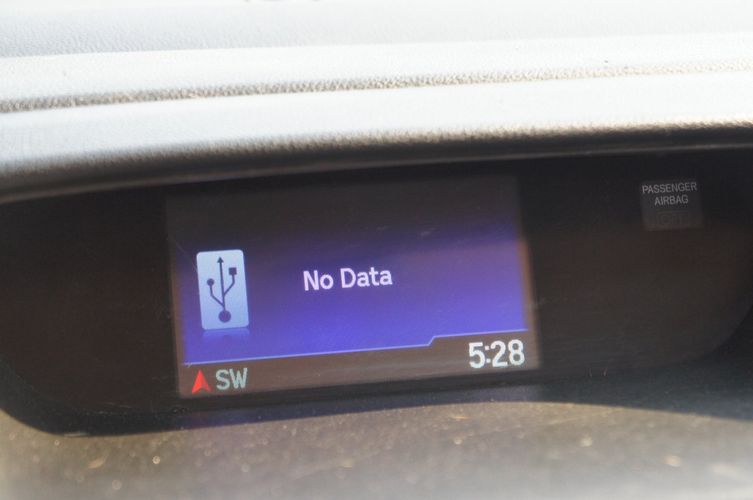 PASSENGER
AIRBAG
No Data
5:28
SW